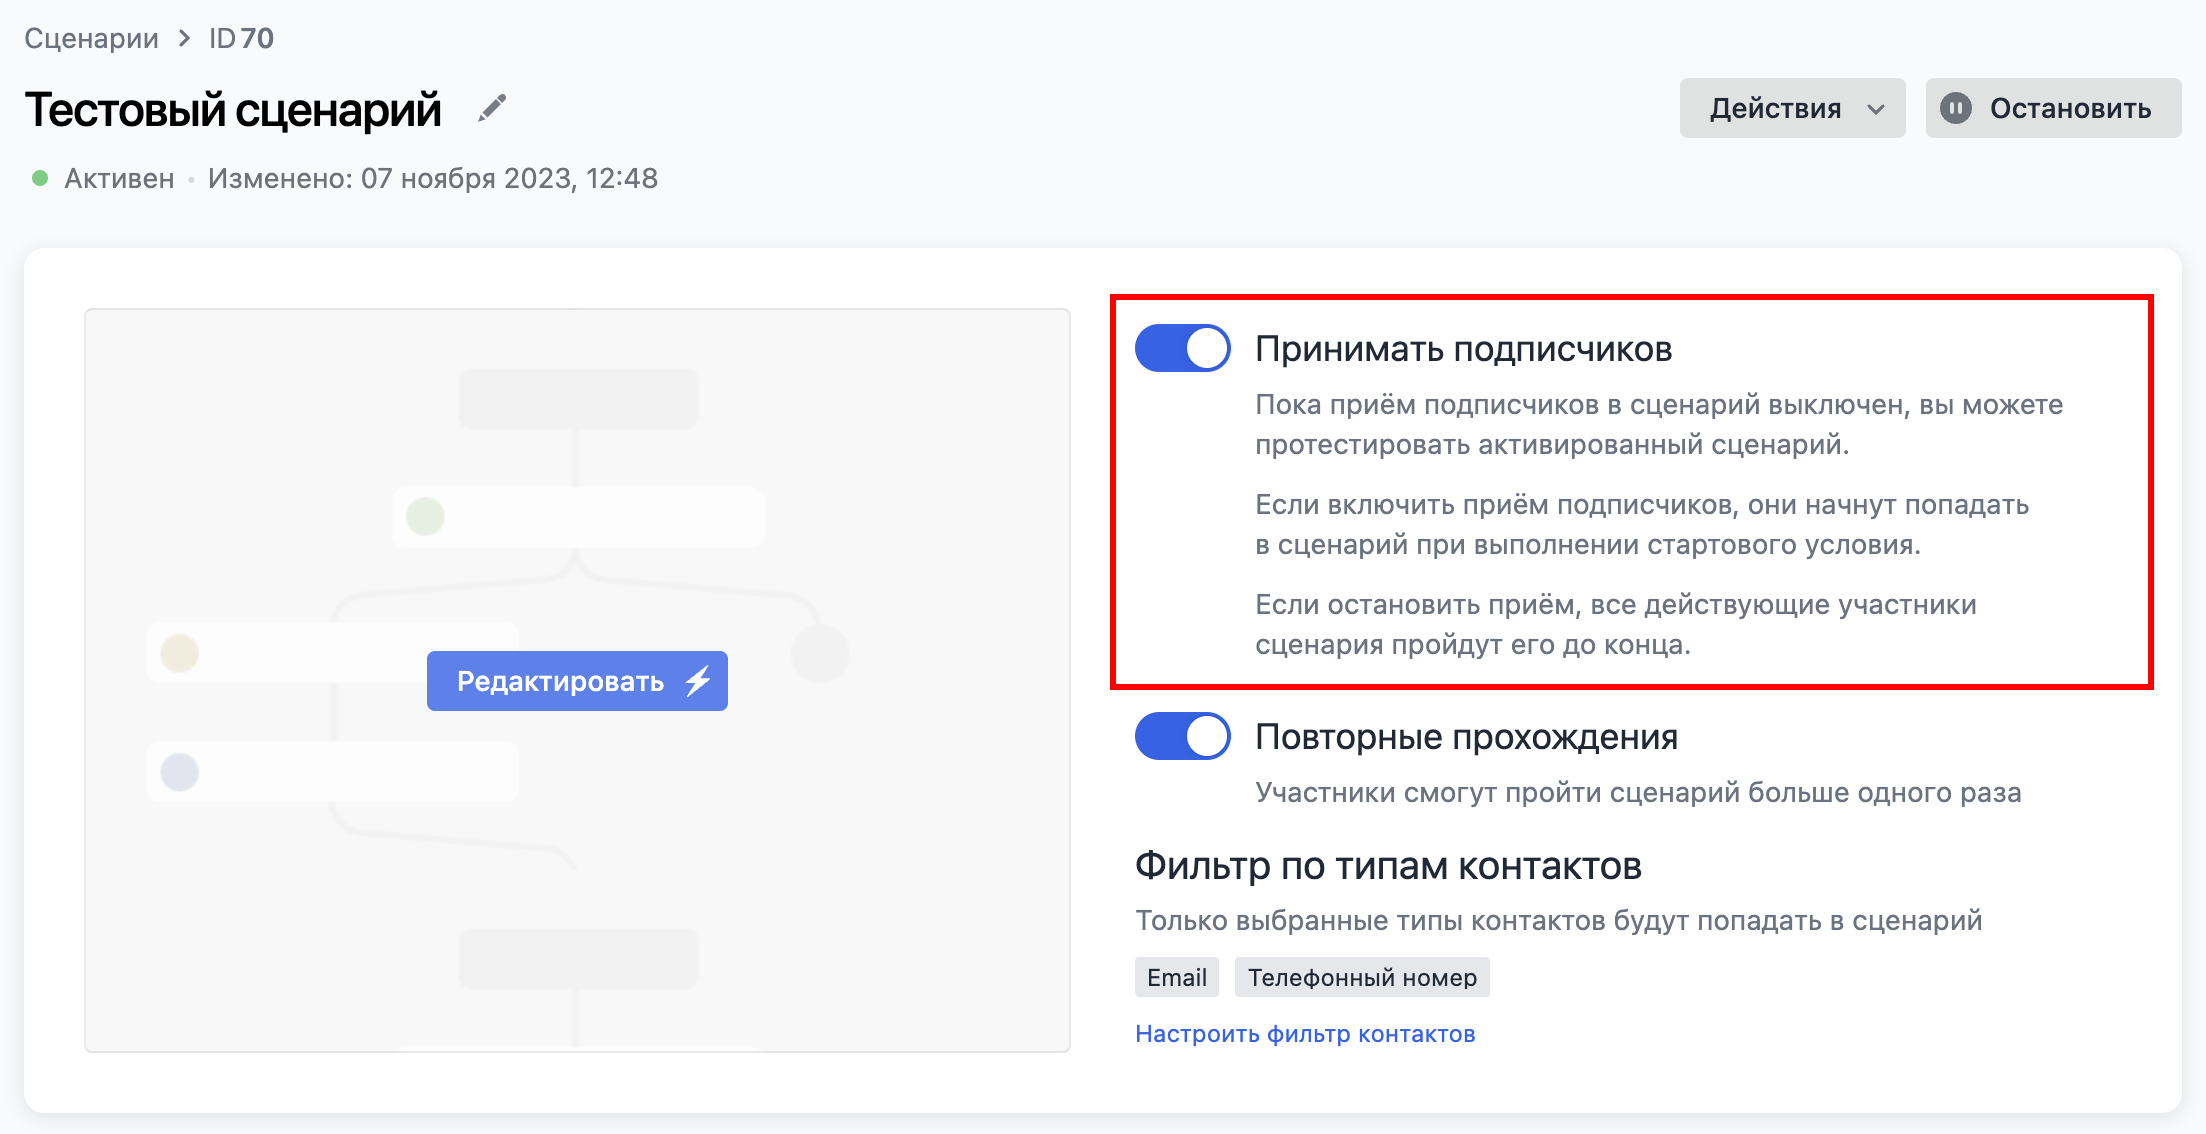 Сценарии > ID 70
Тестовый сценарий
Действия
Остановить
Активен • Изменено: 07 ноября 2023, 12:48
Редактировать
Принимать подписчиков
Пока приём подписчиков в сценарий выключен, вы можете
протестировать активированный сценарий.
Если включить приём подписчиков, они начнут попадать
в сценарий при выполнении стартового условия.
Если остановить приём, все действующие участники
сценария пройдут его до конца.
Повторные прохождения
Участники смогут пройти сценарий больше одного раза
Фильтр по типам контактов
Только выбранные типы контактов будут попадать в сценарий
Email
Телефонный номер
Настроить фильтр контактов